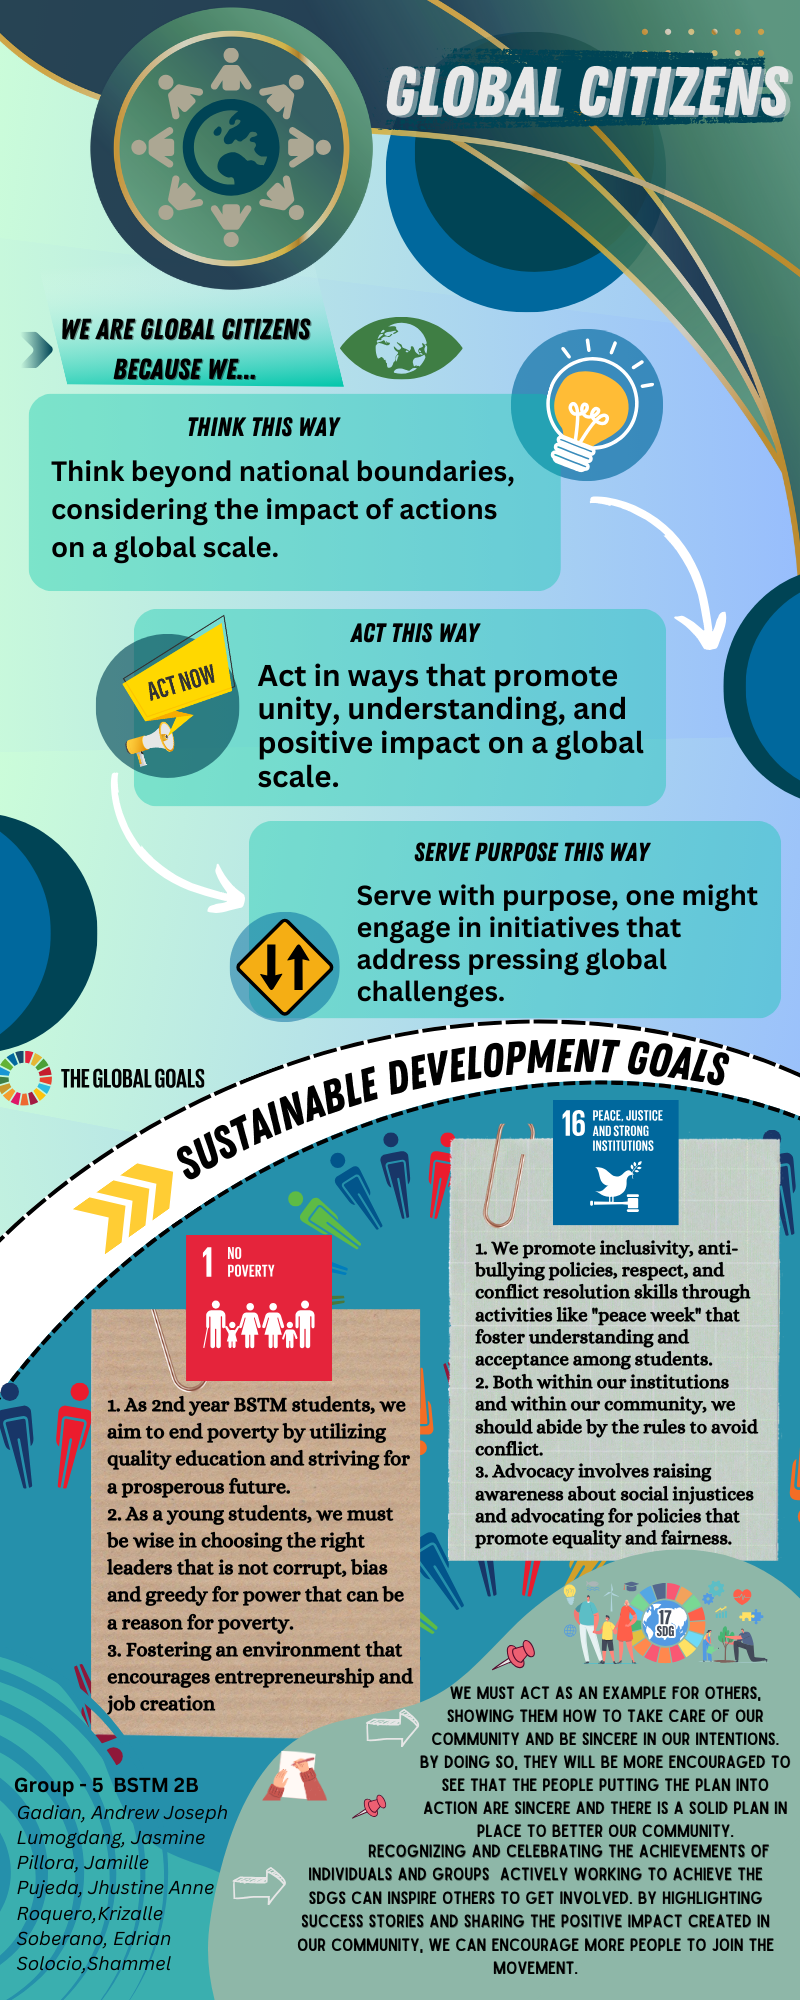 GLOBAL CITIZENS
WE ARE GLOBAL CITIZENS
BECAUSE WE...
THINK THIS WAY
Think beyond national boundaries,
considering the impact of actions
on a global scale.
ACT THIS WAY
ACT NOW
Act in ways that promote
unity, understanding, and
positive impact on a global
scale.
SERVE PURPOSE THIS WAY
Serve with purpose, one might
engage in initiatives that
address pressing global
challenges.
THE GLOBAL GOALS
SUSTAINABLE DEVELOPMENT GOALS
1 NO
POVERTY
1. As 2nd year BSTM students, we
aim to end poverty by utilizing
quality education and striving for
a prosperous future.
2. As a young students, we must
be wise in choosing the right
leaders that is not corrupt, bias
and greedy for power that can be
a reason for poverty.
3. Fostering an environment that
encourages entrepreneurship and
job creation
16 PEACE, JUSTICE
AND STRONG
INSTITUTIONS
1. We promote inclusivity, anti-
bullying policies, respect, and
conflict resolution skills through
activities like "peace week" that
foster understanding and
acceptance among students.
2. Both within our institutions
and within our community, we
should abide by the rules to avoid
conflict.
3. Advocacy involves raising
awareness about social injustices
and advocating for policies that
promote equality and fairness.
17
SDG
WE MUST ACT AS AN EXAMPLE FOR OTHERS,
SHOWING THEM HOW TO TAKE CARE OF OUR
COMMUNITY AND BE SINCERE IN OUR INTENTIONS.
BY DOING SO, THEY WILL BE MORE ENCOURAGED TO
SEE THAT THE PEOPLE PUTTING THE PLAN INTO
ACTION ARE SINCERE AND THERE IS A SOLID PLAN IN
PLACE TO BETTER OUR COMMUNITY.
RECOGNIZING AND CELEBRATING THE ACHIEVEMENTS OF
INDIVIDUALS AND GROUPS ACTIVELY WORKING TO ACHIEVE THE
SDGS CAN INSPIRE OTHERS TO GET INVOLVED. BY HIGHLIGHTING
SUCCESS STORIES AND SHARING THE POSITIVE IMPACT CREATED IN
OUR COMMUNITY, WE CAN ENCOURAGE MORE PEOPLE TO JOIN THE
MOVEMENT.
Group - 5 BSTM 2B
Gadian, Andrew Joseph
Lumogdang, Jasmine
Pillora, Jamille
Pujeda, Jhustine Anne
Roquero,Krizalle
Soberano, Edrian
Solocio,Shammel